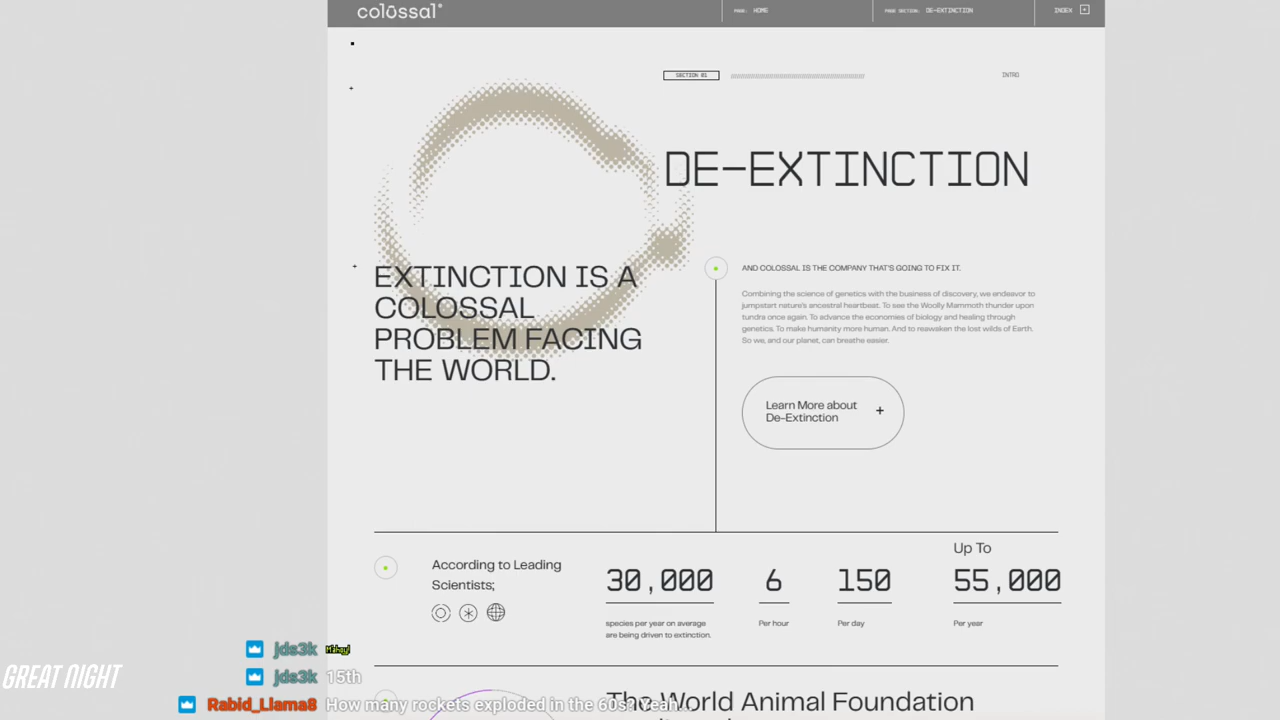 colossal®
PAGE: HOME
PAGE SECTION: DE-EXTINCTION
INDEX
SECTION 01
INTRO
DE-EXTINCTION
EXTINCTION IS A
COLOSSAL
PROBLEM FACING
THE WORLD.
AND COLOSSAL IS THE COMPANY THAT'S GOING TO FIX IT.
Combining the science of genetics with the business of discovery, we endeavor to
jumpstart nature's ancestral heartbeat. To see the Woolly Mammoth thunder upon
tundra once again. To advance the economies of biology and healing through
genetics. To make humanity more human. And to reawaken the lost wilds of Earth.
So we, and our planet, can breathe easier.
Learn More about
De-Extinction
According to Leading
Scientists;
30,000
species per year on average
are being driven to extinction.
6
Per hour
150
Per day
Up To
55,000
Per year
The World Animal Foundation
jds3k
jds3k 15th
Rabid_Llama8 How many rockets exploded in the 60s? Yeah...
GREAT NIGHT